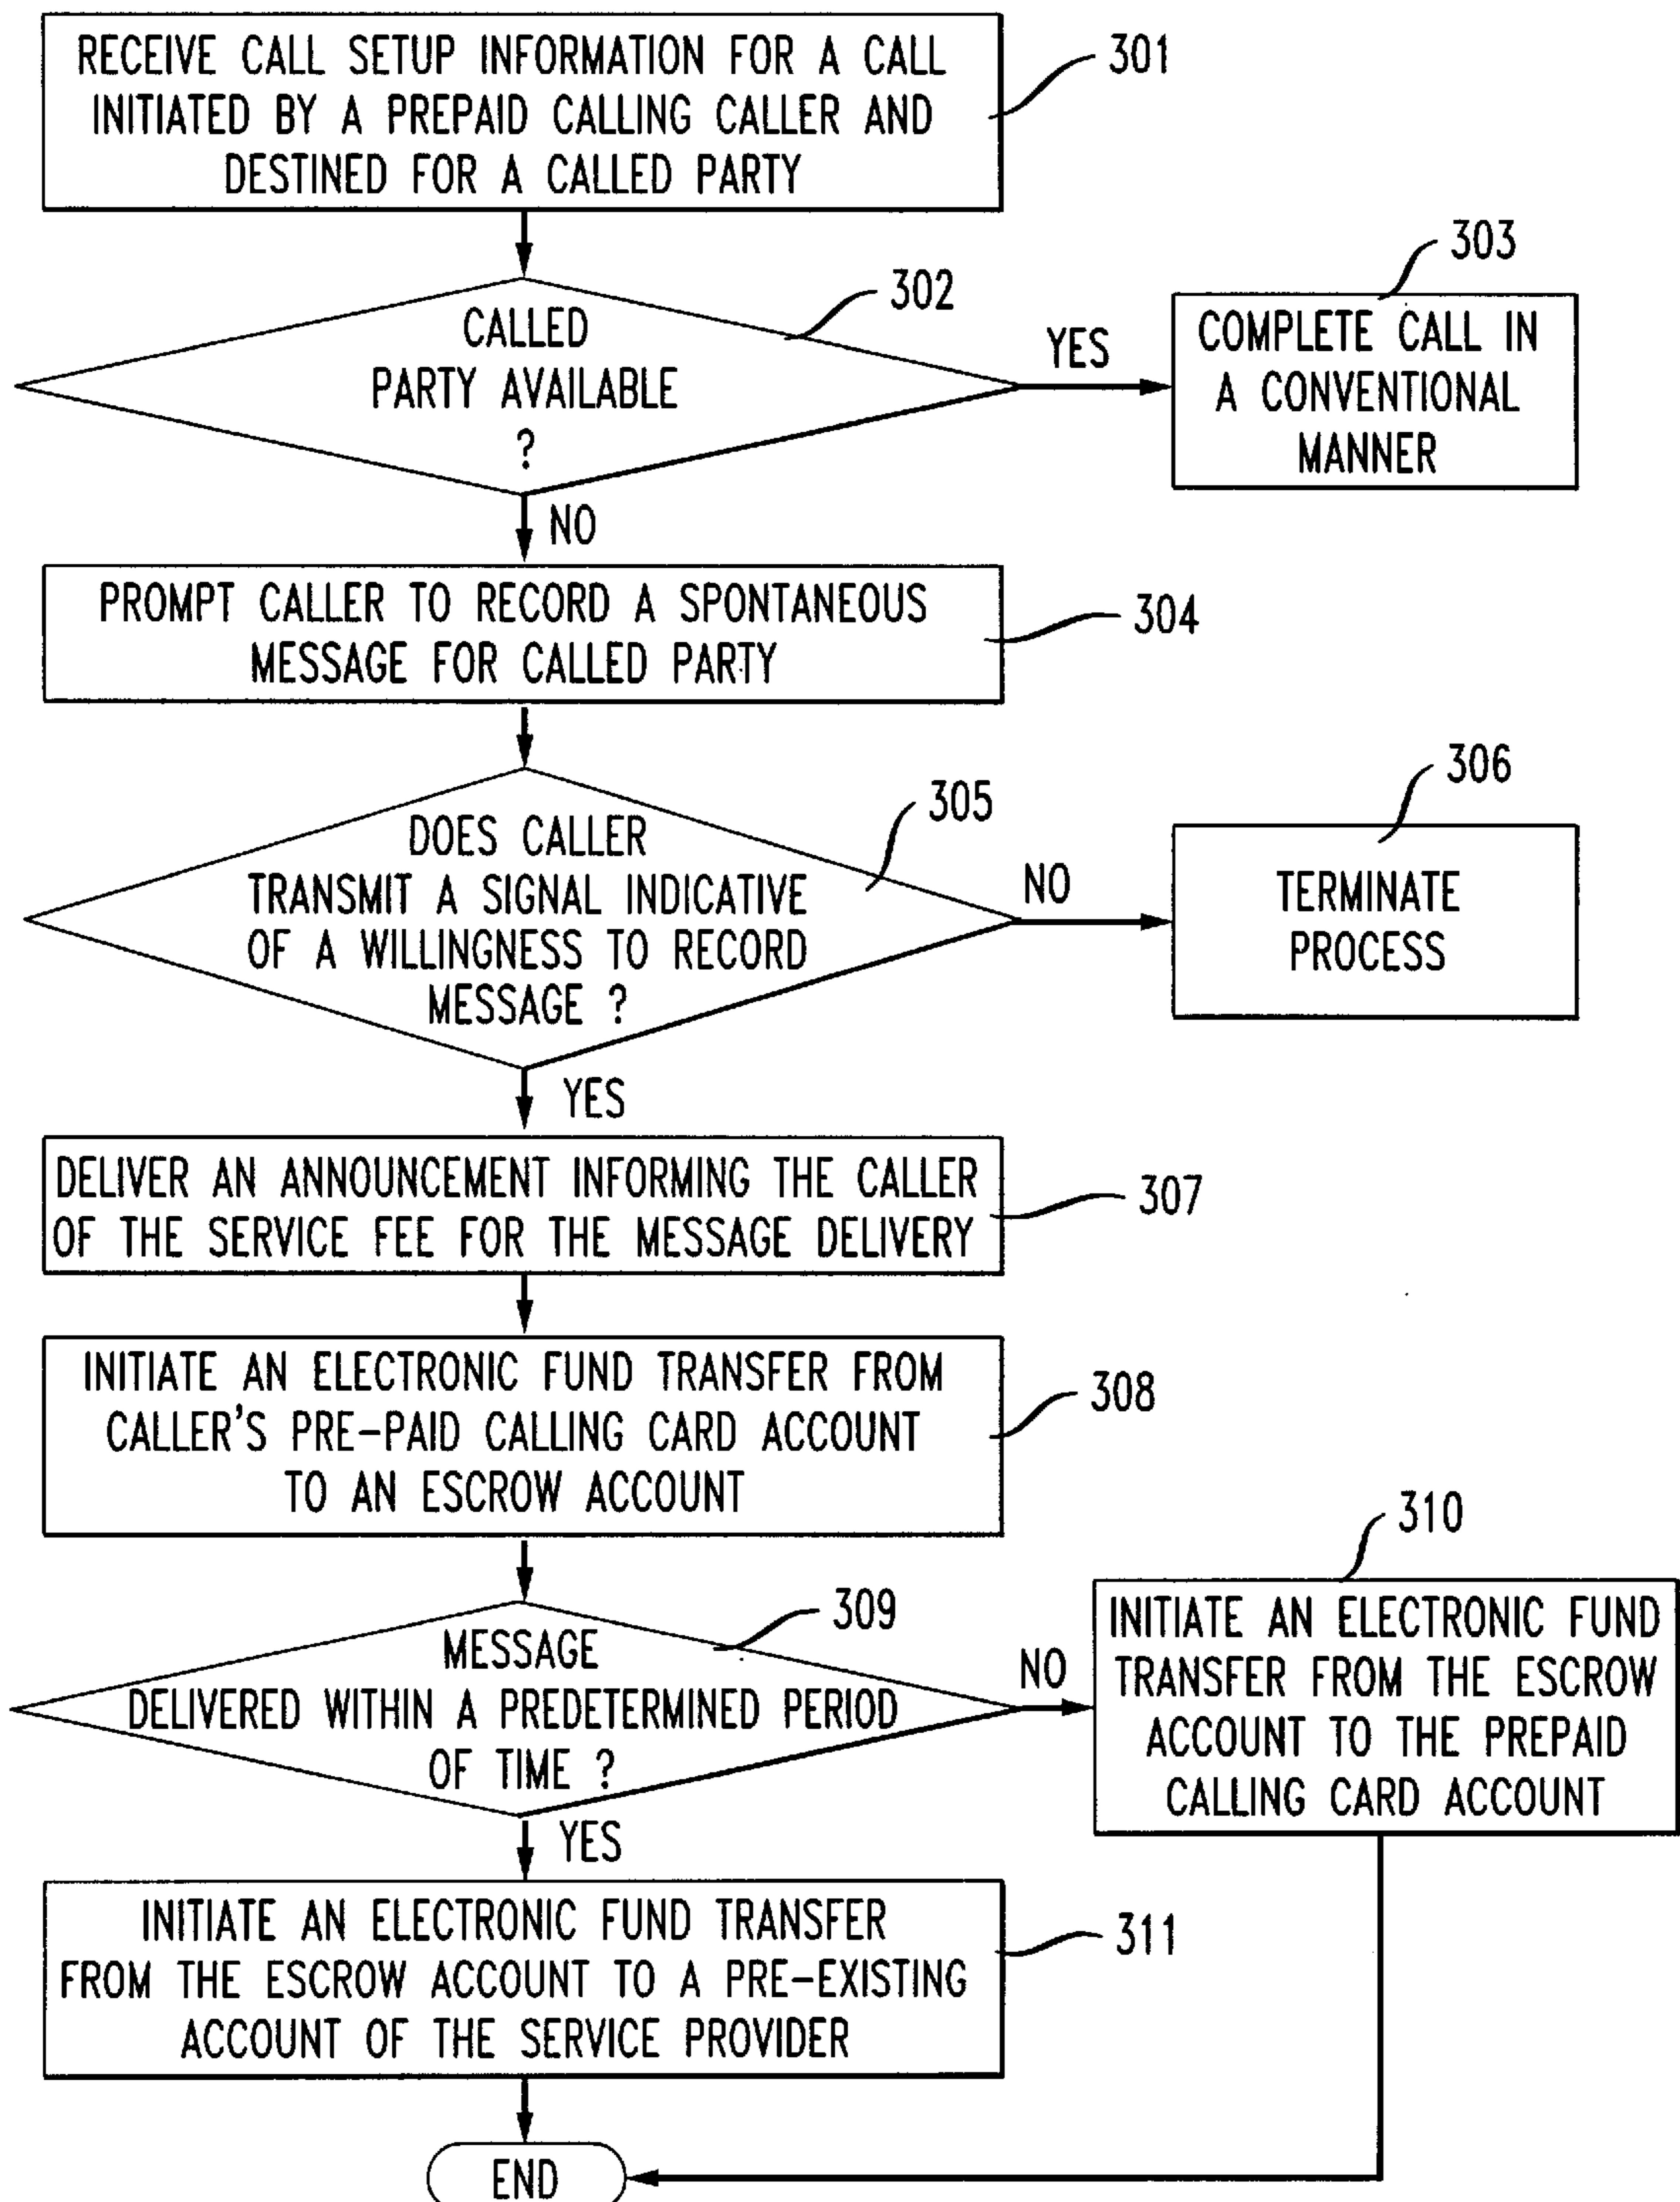 RECEIVE CALL SETUP INFORMATION FOR A CALL
INITIATED BY A PREPAID CALLING CALLER AND
DESTINED FOR A CALLED PARTY
301
CALLED
PARTY AVAILABLE
?
302
YES
303
COMPLETE CALL IN
A CONVENTIONAL
MANNER
NO
PROMPT CALLER TO RECORD A SPONTANEOUS
MESSAGE FOR CALLED PARTY
304
DOES CALLER
TRANSMIT A SIGNAL INDICATIVE
OF A WILLINGNESS TO RECORD
MESSAGE ?
305
NO
306
TERMINATE
PROCESS
YES
DELIVER AN ANNOUNCEMENT INFORMING THE CALLER
OF THE SERVICE FEE FOR THE MESSAGE DELIVERY
307
INITIATE AN ELECTRONIC FUND TRANSFER FROM
CALLER'S PRE-PAID CALLING CARD ACCOUNT
TO AN ESCROW ACCOUNT
308
MESSAGE
DELIVERED WITHIN A PREDETERMINED PERIOD
OF TIME ?
309
NO
310
INITIATE AN ELECTRONIC FUND
TRANSFER FROM THE ESCROW
ACCOUNT TO THE PREPAID
CALLING CARD ACCOUNT
YES
INITIATE AN ELECTRONIC FUND TRANSFER
FROM THE ESCROW ACCOUNT TO A PRE-EXISTING
ACCOUNT OF THE SERVICE PROVIDER
311
END